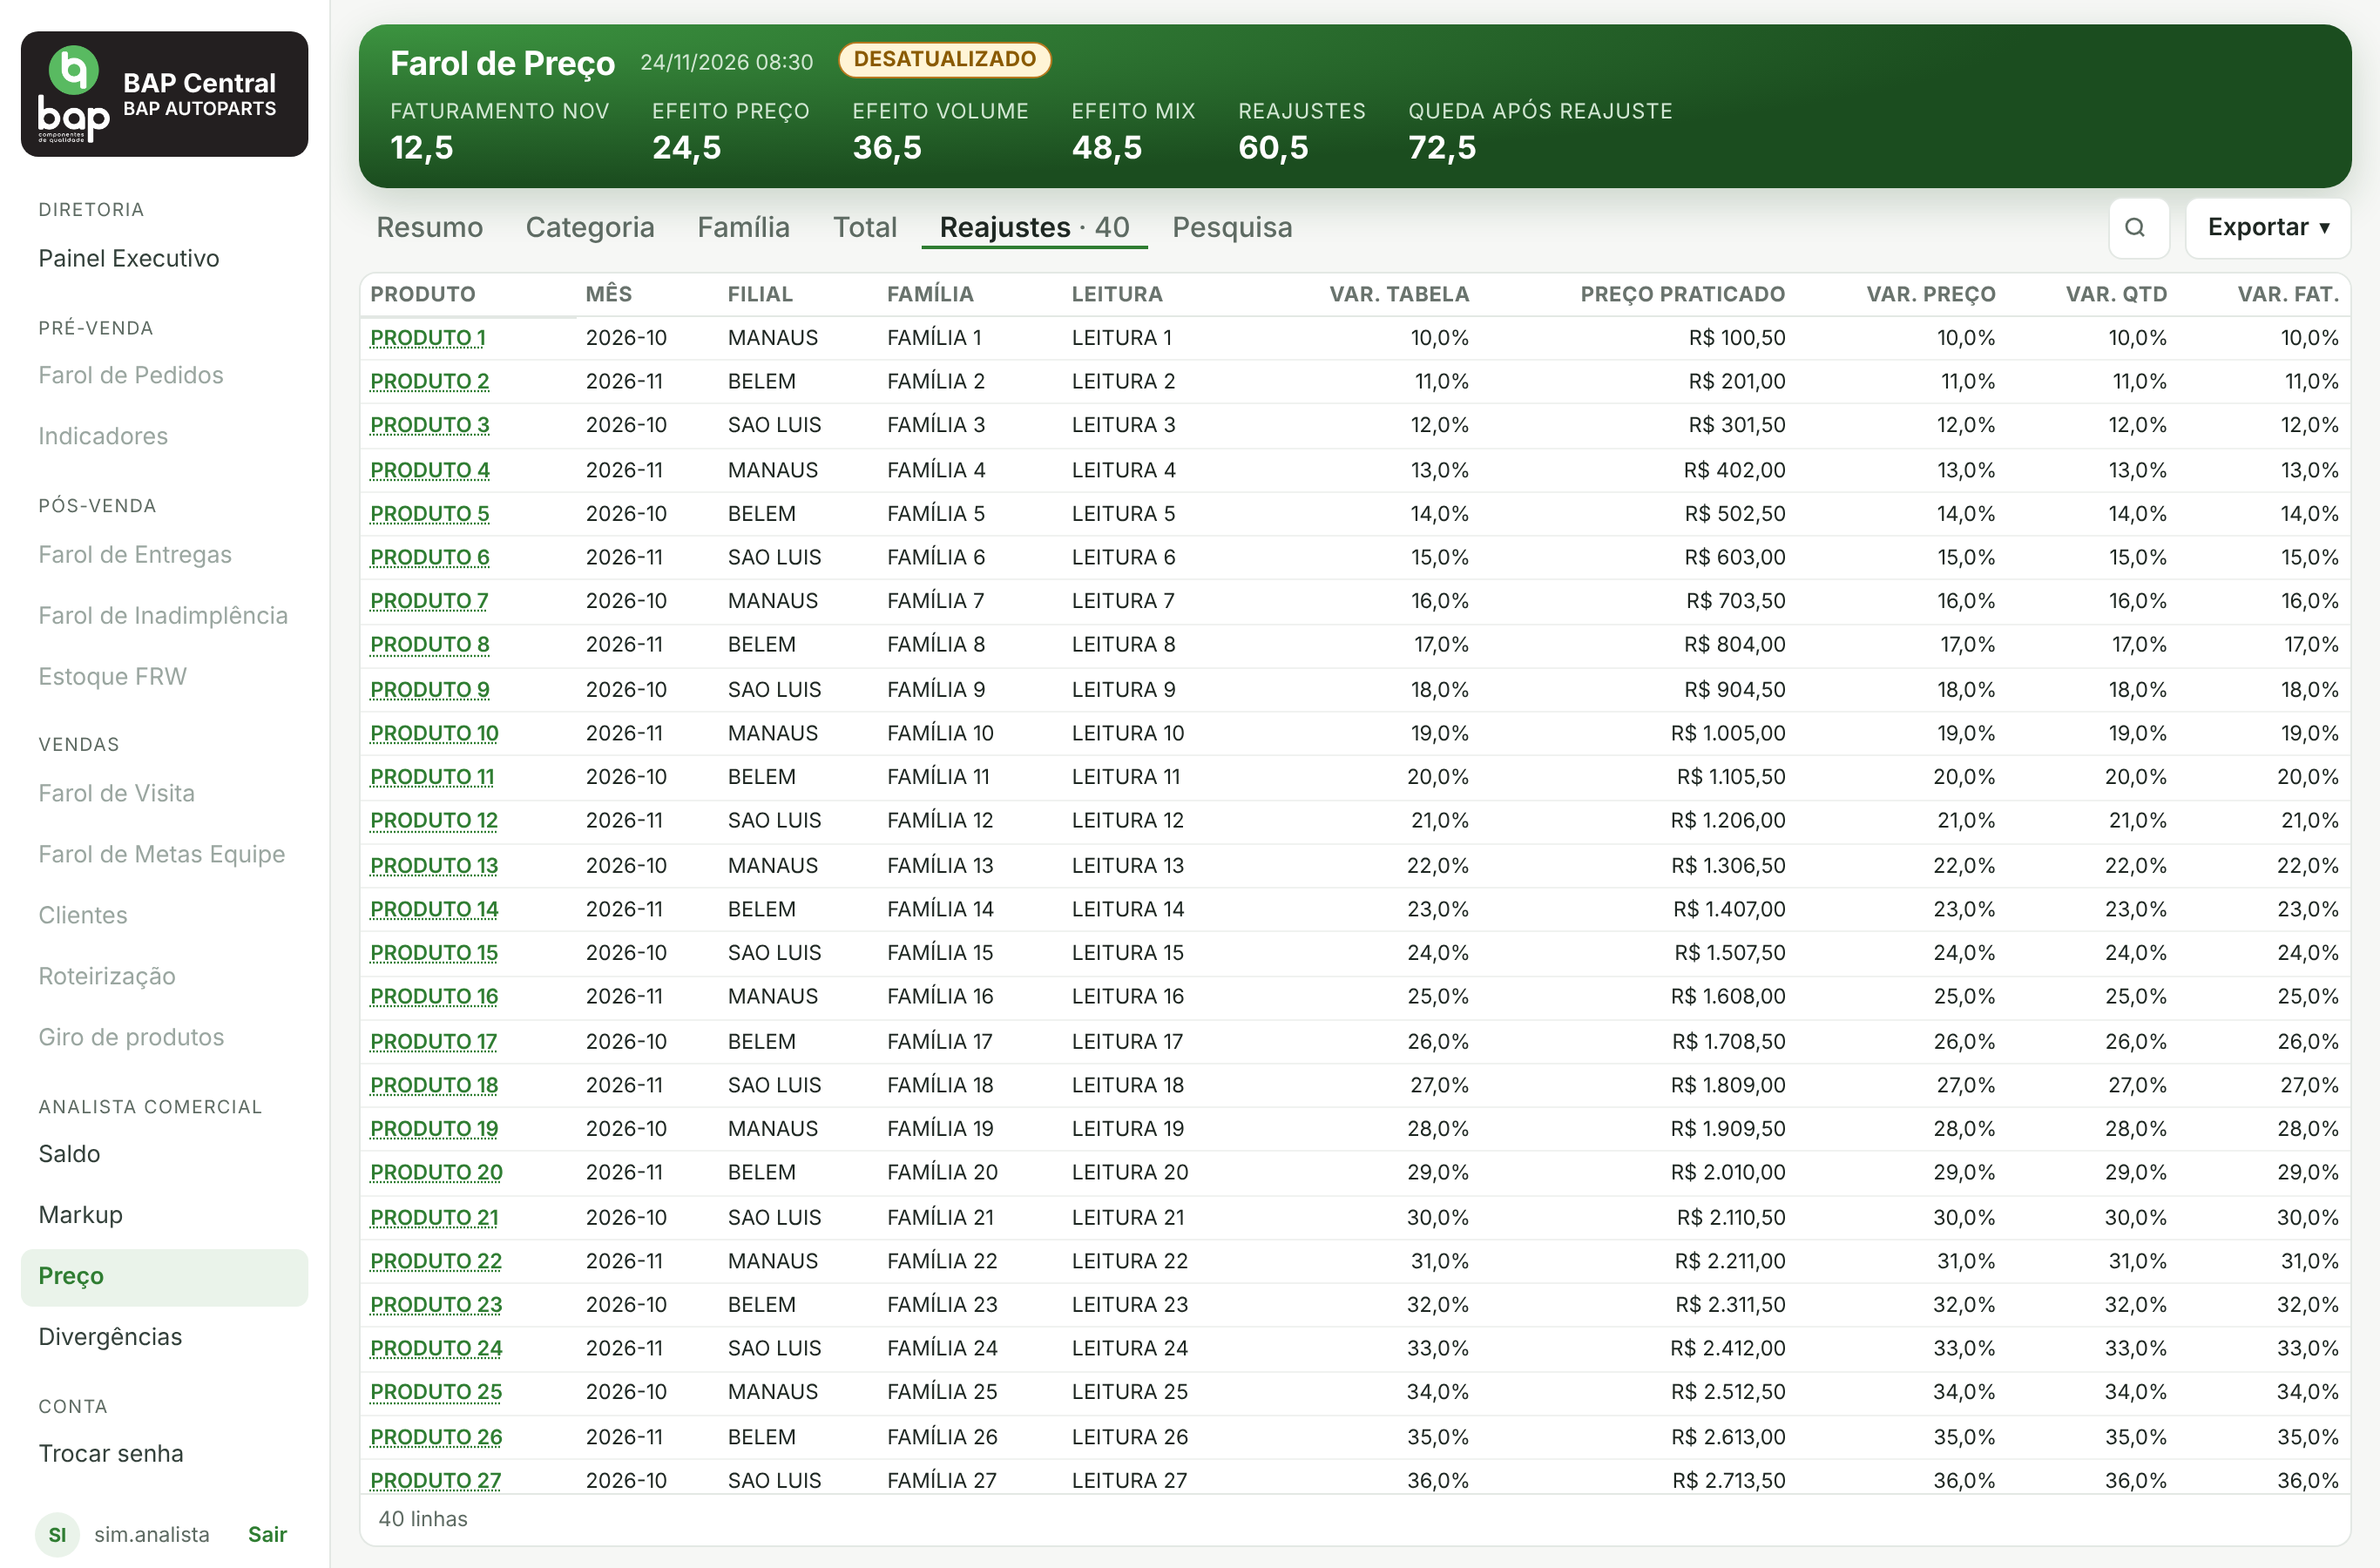 bap
componentes
de qualidade
BAP Central
BAP AUTOPARTS
DIRETORIA
Painel Executivo
PRÉ-VENDA
Farol de Pedidos
Indicadores
PÓS-VENDA
Farol de Entregas
Farol de Inadimplência
Estoque FRW
VENDAS
Farol de Visita
Farol de Metas Equipe
Clientes
Roteirização
Giro de produtos
ANALISTA COMERCIAL
Saldo
Markup
Preço
Divergências
CONTA
Trocar senha
SI sim.analista Sair
Farol de Preço 24/11/2026 08:30 DESATUALIZADO
FATURAMENTO NOV EFEITO PREÇO EFEITO VOLUME EFEITO MIX REAJUSTES QUEDA APÓS REAJUSTE
12,5 24,5 36,5 48,5 60,5 72,5
Resumo Categoria Família Total Reajustes · 40 Pesquisa Exportar ▾
PRODUTO MÊS FILIAL FAMÍLIA LEITURA VAR. TABELA PREÇO PRATICADO VAR. PREÇO VAR. QTD VAR. FAT.
PRODUTO 1 2026-10 MANAUS FAMÍLIA 1 LEITURA 1 10,0% R$ 100,50 10,0% 10,0% 10,0%
PRODUTO 2 2026-11 BELEM FAMÍLIA 2 LEITURA 2 11,0% R$ 201,00 11,0% 11,0% 11,0%
PRODUTO 3 2026-10 SAO LUIS FAMÍLIA 3 LEITURA 3 12,0% R$ 301,50 12,0% 12,0% 12,0%
PRODUTO 4 2026-11 MANAUS FAMÍLIA 4 LEITURA 4 13,0% R$ 402,00 13,0% 13,0% 13,0%
PRODUTO 5 2026-10 BELEM FAMÍLIA 5 LEITURA 5 14,0% R$ 502,50 14,0% 14,0% 14,0%
PRODUTO 6 2026-11 SAO LUIS FAMÍLIA 6 LEITURA 6 15,0% R$ 603,00 15,0% 15,0% 15,0%
PRODUTO 7 2026-10 MANAUS FAMÍLIA 7 LEITURA 7 16,0% R$ 703,50 16,0% 16,0% 16,0%
PRODUTO 8 2026-11 BELEM FAMÍLIA 8 LEITURA 8 17,0% R$ 804,00 17,0% 17,0% 17,0%
PRODUTO 9 2026-10 SAO LUIS FAMÍLIA 9 LEITURA 9 18,0% R$ 904,50 18,0% 18,0% 18,0%
PRODUTO 10 2026-11 MANAUS FAMÍLIA 10 LEITURA 10 19,0% R$ 1.005,00 19,0% 19,0% 19,0%
PRODUTO 11 2026-10 BELEM FAMÍLIA 11 LEITURA 11 20,0% R$ 1.105,50 20,0% 20,0% 20,0%
PRODUTO 12 2026-11 SAO LUIS FAMÍLIA 12 LEITURA 12 21,0% R$ 1.206,00 21,0% 21,0% 21,0%
PRODUTO 13 2026-10 MANAUS FAMÍLIA 13 LEITURA 13 22,0% R$ 1.306,50 22,0% 22,0% 22,0%
PRODUTO 14 2026-11 BELEM FAMÍLIA 14 LEITURA 14 23,0% R$ 1.407,00 23,0% 23,0% 23,0%
PRODUTO 15 2026-10 SAO LUIS FAMÍLIA 15 LEITURA 15 24,0% R$ 1.507,50 24,0% 24,0% 24,0%
PRODUTO 16 2026-11 MANAUS FAMÍLIA 16 LEITURA 16 25,0% R$ 1.608,00 25,0% 25,0% 25,0%
PRODUTO 17 2026-10 BELEM FAMÍLIA 17 LEITURA 17 26,0% R$ 1.708,50 26,0% 26,0% 26,0%
PRODUTO 18 2026-11 SAO LUIS FAMÍLIA 18 LEITURA 18 27,0% R$ 1.809,00 27,0% 27,0% 27,0%
PRODUTO 19 2026-10 MANAUS FAMÍLIA 19 LEITURA 19 28,0% R$ 1.909,50 28,0% 28,0% 28,0%
PRODUTO 20 2026-11 BELEM FAMÍLIA 20 LEITURA 20 29,0% R$ 2.010,00 29,0% 29,0% 29,0%
PRODUTO 21 2026-10 SAO LUIS FAMÍLIA 21 LEITURA 21 30,0% R$ 2.110,50 30,0% 30,0% 30,0%
PRODUTO 22 2026-11 MANAUS FAMÍLIA 22 LEITURA 22 31,0% R$ 2.211,00 31,0% 31,0% 31,0%
PRODUTO 23 2026-10 BELEM FAMÍLIA 23 LEITURA 23 32,0% R$ 2.311,50 32,0% 32,0% 32,0%
PRODUTO 24 2026-11 SAO LUIS FAMÍLIA 24 LEITURA 24 33,0% R$ 2.412,00 33,0% 33,0% 33,0%
PRODUTO 25 2026-10 MANAUS FAMÍLIA 25 LEITURA 25 34,0% R$ 2.512,50 34,0% 34,0% 34,0%
PRODUTO 26 2026-11 BELEM FAMÍLIA 26 LEITURA 26 35,0% R$ 2.613,00 35,0% 35,0% 35,0%
PRODUTO 27 2026-10 SAO LUIS FAMÍLIA 27 LEITURA 27 36,0% R$ 2.713,50 36,0% 36,0% 36,0%
40 linhas